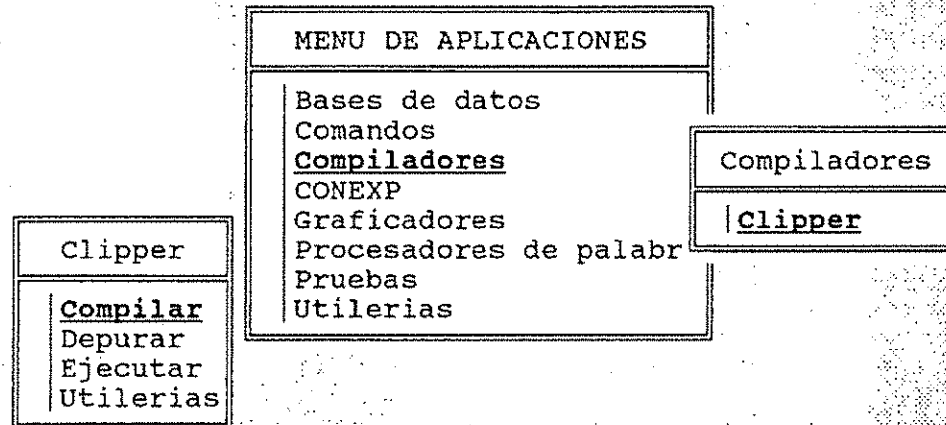 MENU DE APLICACIONES
Bases de datos
Comandos
Compiladores
CONEXP
Graficadores
Procesadores de palabr
Pruebas
Utilerias
Compiladores
Clipper
Clipper
Compilar
Depurar
Ejecutar
Utilerias